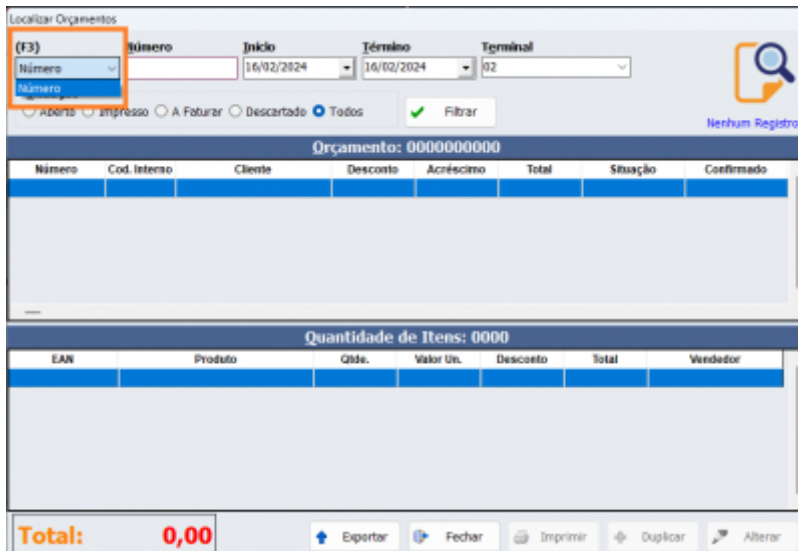 Localizar Orçamentos
(F3) Número Início Término Terminal
Número 16/02/2024 16/02/2024 02
Número
Aberto Impresso A Faturar Descartado Todos Filtrar
Nenhum Registro
Orçamento: 0000000000
Número Cod. Interno Cliente Desconto Acréscimo Total Situação Confirmado
Quantidade de Itens: 0000
EAN Produto Qtde. Valor Un. Desconto Total Vendedor
Total: 0,00 Exportar Fechar Imprimir Duplicar Alterar